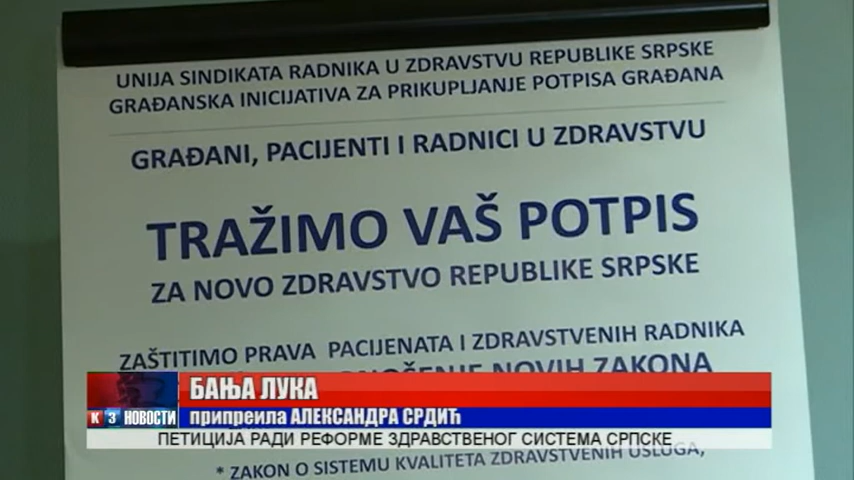 UNIJA SINDIKATA RADNIKA U ZDRAVSTVU REPUBLIKE SRPSKE
GRAĐANSKA INICIJATIVA ZA PRIKUPLJANJE POTPISA GRAĐANA
GRAĐANI, PACIJENTI I RADNICI U ZDRAVSTVU
TRAŽIMO VAŠ POTPIS
ZA NOVO ZDRAVSTVO REPUBLIKE SRPSKE
ZAŠTITIMO PRAVA PACIJENATA I ZDRAVSTVENIH RADNIKA
NOVIH ZAKONA
БАЊА ЛУКА
К 3 НОВОСТИ
припреила АЛЕКСАНДРА СРДИЋ
ПЕТИЦИЈА РАДИ РЕФОРМЕ ЗДРАВСТВЕНОГ СИСТЕМА СРПСКЕ
* ZAKON O SISTEMU KVALITETA ZDRAVSTVENIH USLUGA,